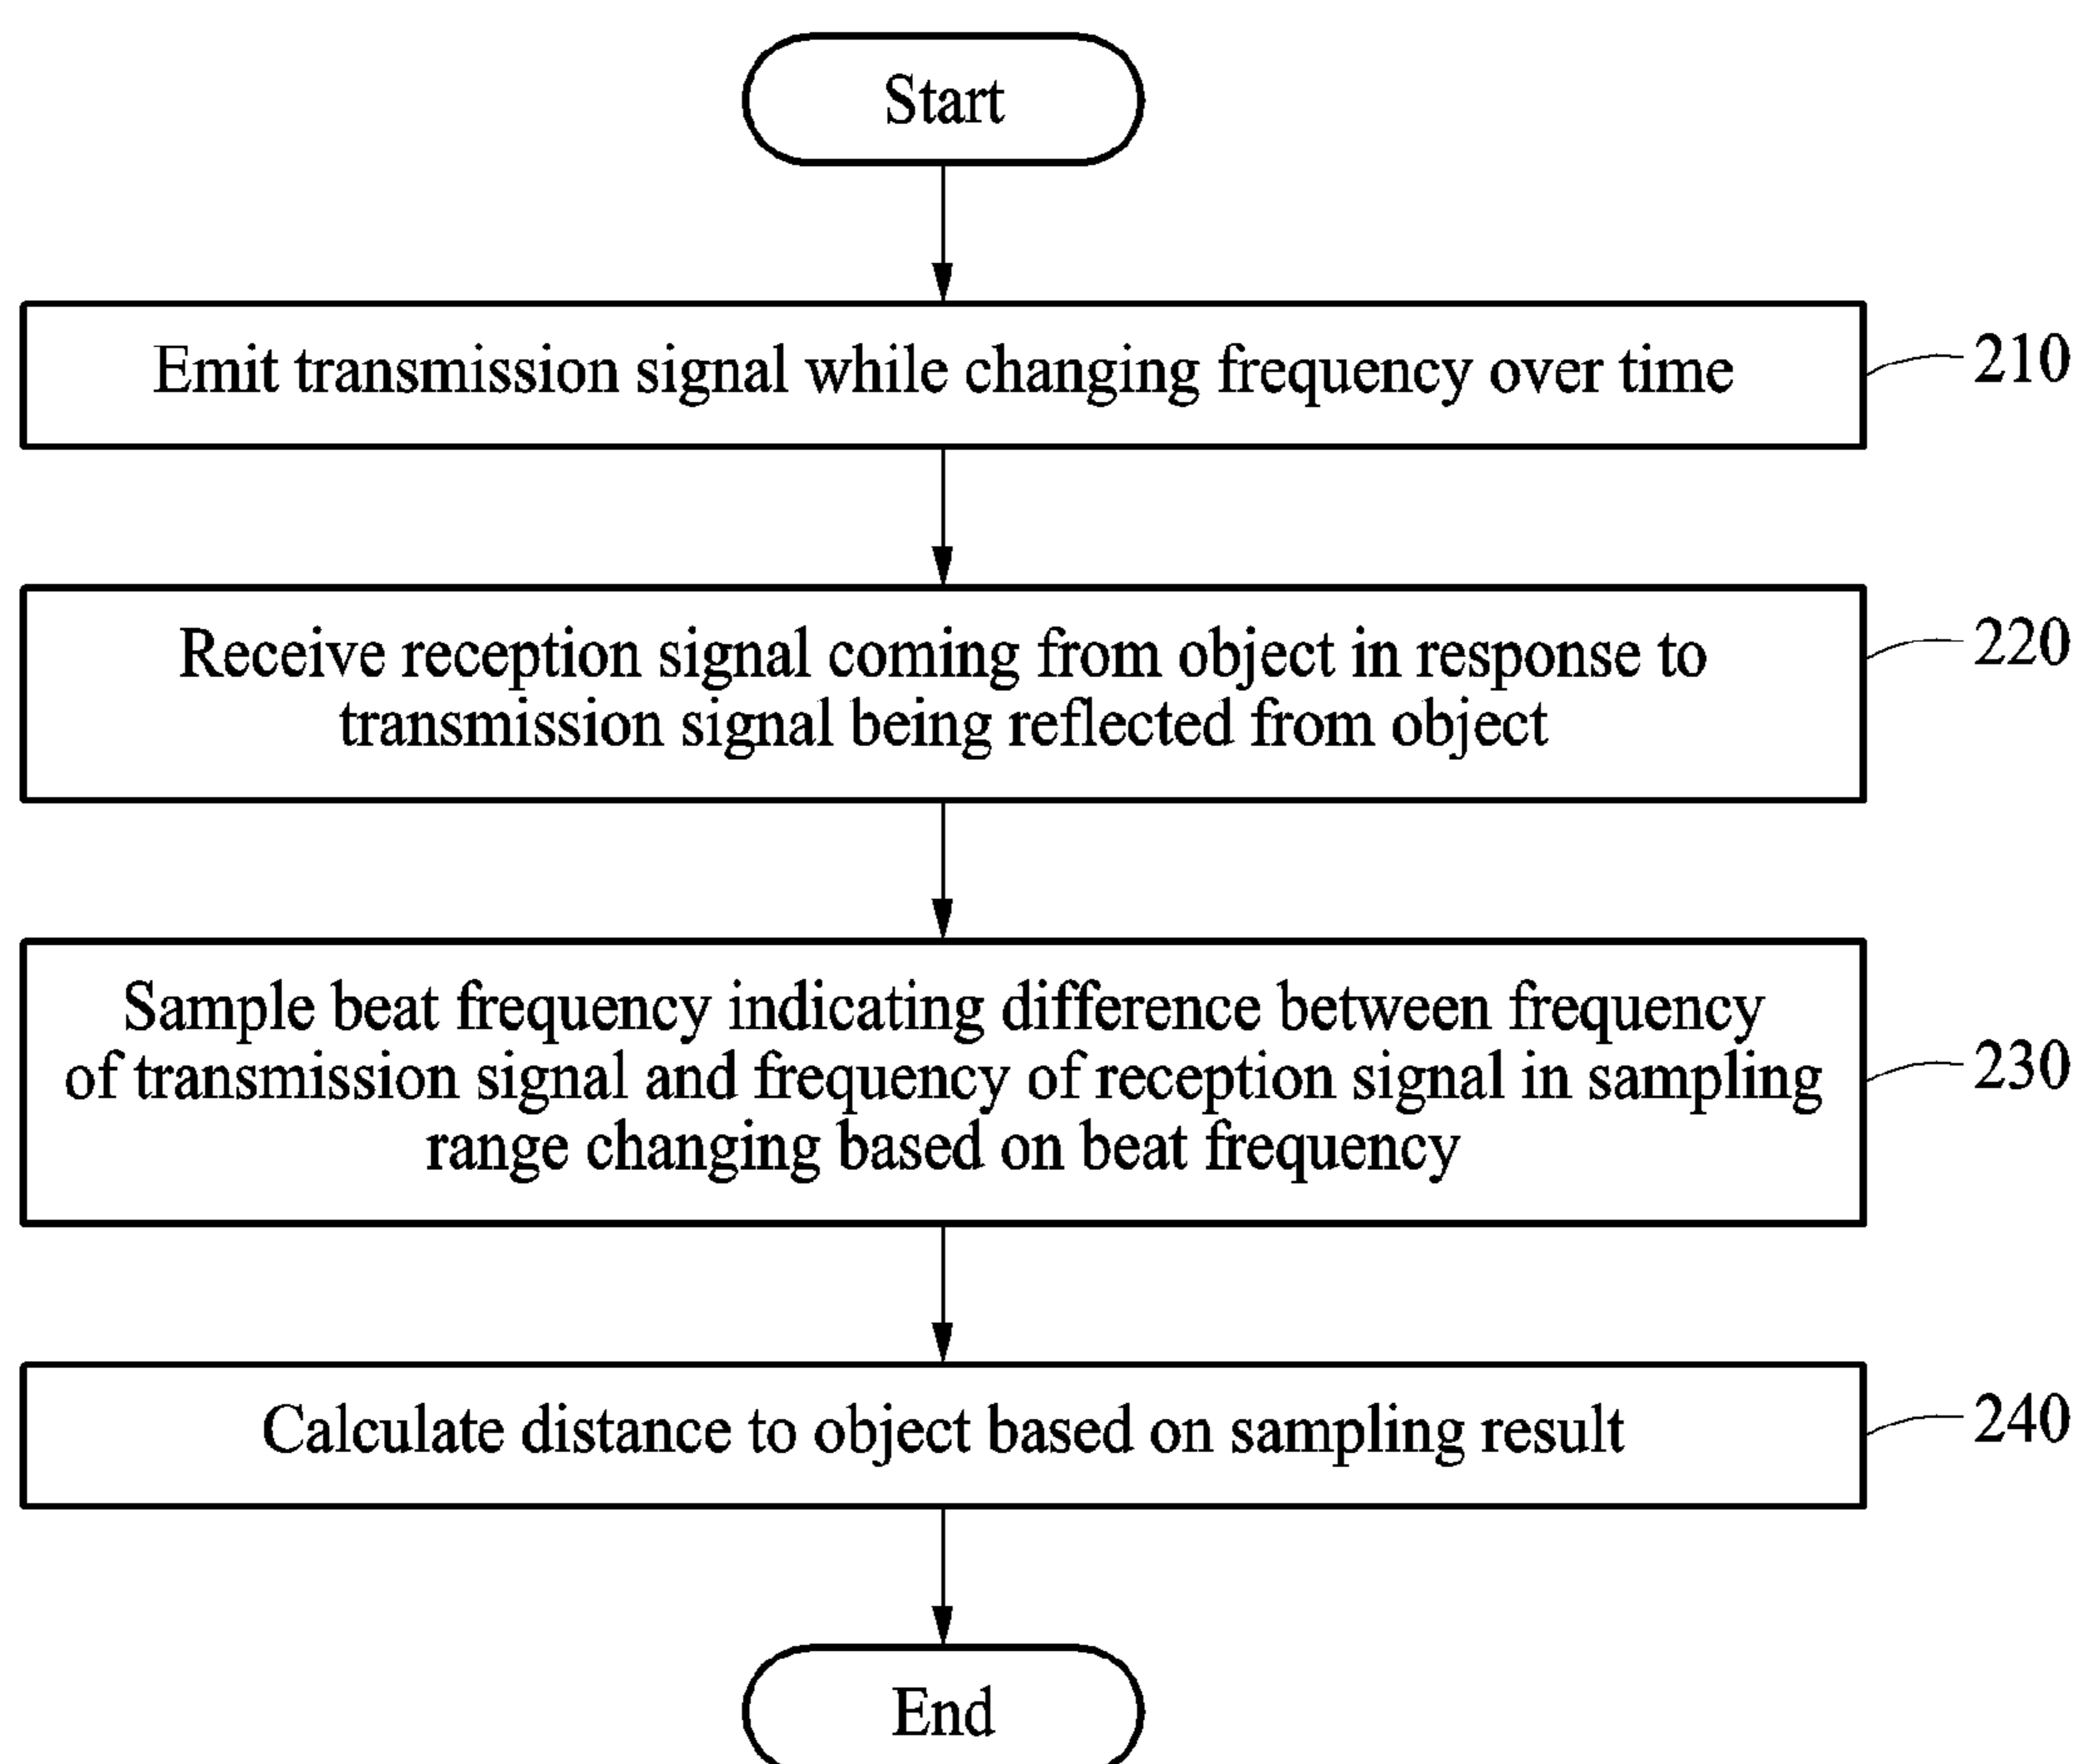 Start
Emit transmission signal while changing frequency over time
210
Receive reception signal coming from object in response to
transmission signal being reflected from object
220
Sample beat frequency indicating difference between frequency
of transmission signal and frequency of reception signal in sampling
range changing based on beat frequency
230
Calculate distance to object based on sampling result
240
End